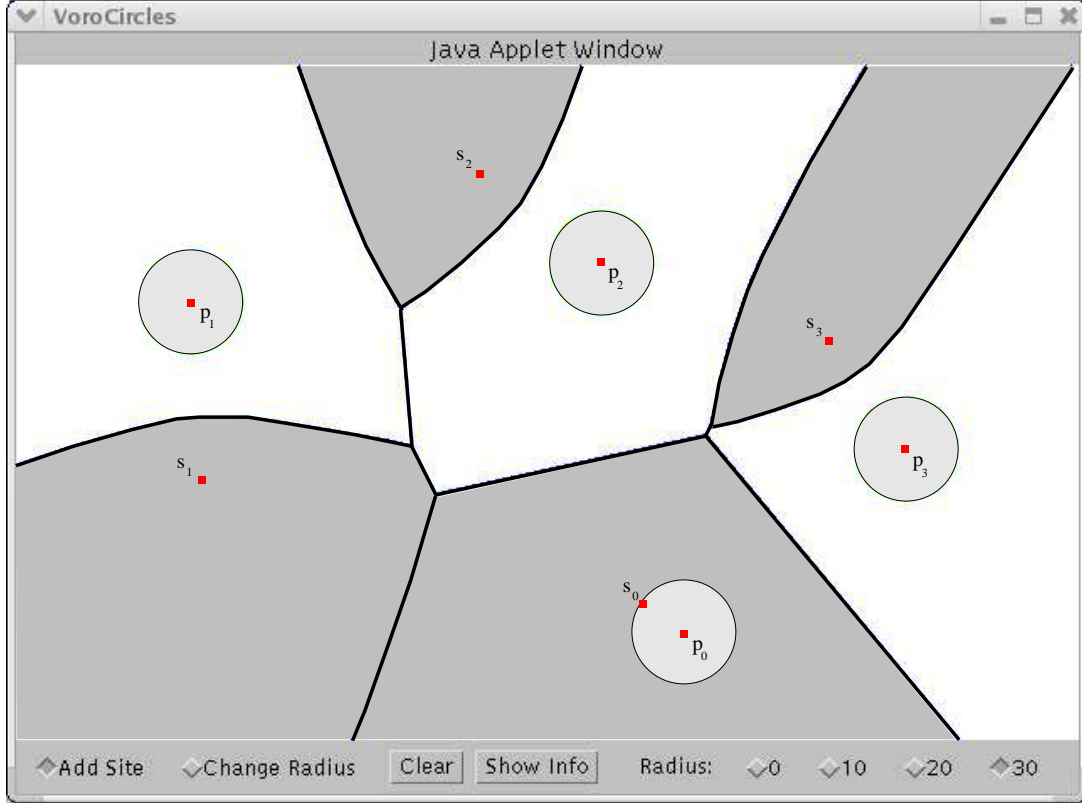 VoroCircles
Java Applet Window
s2
p2
p1
s3
s1
p3
s0
p0
Add Site Change Radius Clear Show Info Radius: 0 10 20 30